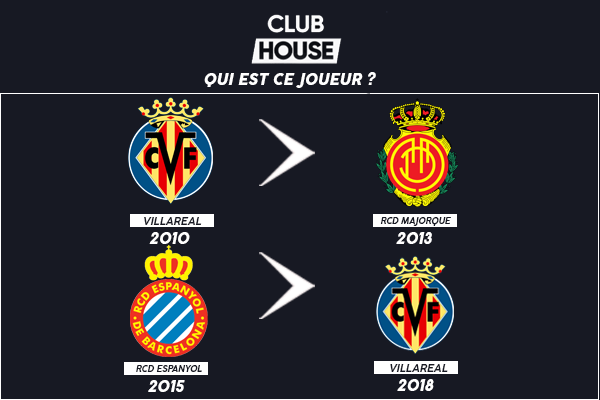 CLUB
HOUSE
QUI EST CE JOUEUR ?
CVF
VILLAREAL
2010
RCD MAJORQUE
2013
RCD ESPANYOL
DE BARCELONA
RCD ESPANYOL
2015
CVF
VILLAREAL
2018